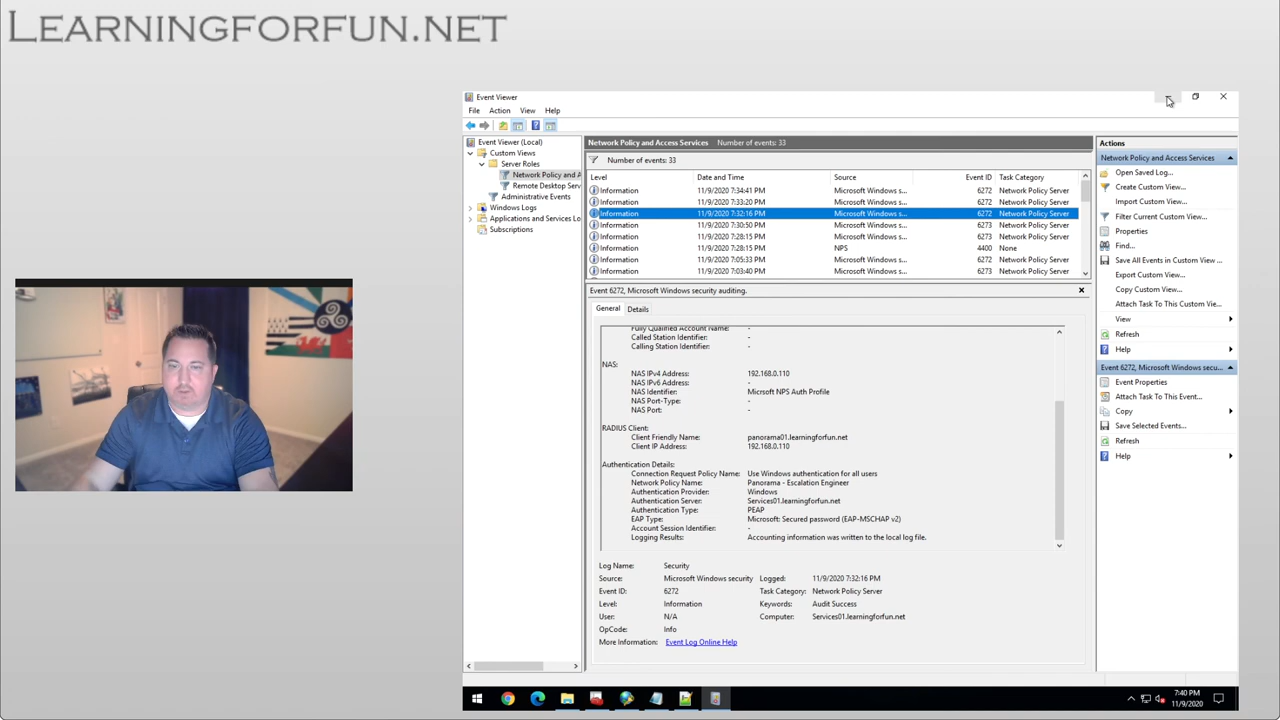 LEARNINGFORFUN.NET
Event Viewer
File Action View Help
Event Viewer (Local)
Custom Views
Server Roles
Network Policy and A
Remote Desktop Serv
Administrative Events
Windows Logs
Applications and Services Lo
Subscriptions
Network Policy and Access Services Number of events: 33
Number of events: 33
Level Date and Time Source Event ID Task Category
Information 11/9/2020 7:34:41 PM Microsoft Windows s... 6272 Network Policy Server
Information 11/9/2020 7:33:20 PM Microsoft Windows s... 6272 Network Policy Server
Information 11/9/2020 7:32:16 PM Microsoft Windows s... 6272 Network Policy Server
Information 11/9/2020 7:30:50 PM Microsoft Windows s... 6273 Network Policy Server
Information 11/9/2020 7:28:15 PM Microsoft Windows s... 6273 Network Policy Server
Information 11/9/2020 7:28:15 PM NPS 4400 None
Information 11/9/2020 7:05:33 PM Microsoft Windows s... 6272 Network Policy Server
Information 11/9/2020 7:03:40 PM Microsoft Windows s... 6273 Network Policy Server
Event 6272, Microsoft Windows security auditing.
General Details
Fully Qualified Account Name: -
Called Station Identifier: -
Calling Station Identifier: -
NAS:
NAS IPv4 Address: 192.168.0.110
NAS IPv6 Address: -
NAS Identifier: Micrsoft NPS Auth Profile
NAS Port-Type: -
NAS Port: -
RADIUS Client:
Client Friendly Name: panorama01.learningforfun.net
Client IP Address: 192.168.0.110
Authentication Details:
Connection Request Policy Name: Use Windows authentication for all users
Network Policy Name: Panorama - Escalation Engineer
Authentication Provider: Windows
Authentication Server: Services01.learningforfun.net
Authentication Type: PEAP
EAP Type: Microsoft: Secured password (EAP-MSCHAP v2)
Account Session Identifier: -
Logging Results: Accounting information was written to the local log file.
Log Name: Security
Source: Microsoft Windows security Logged: 11/9/2020 7:32:16 PM
Event ID: 6272 Task Category: Network Policy Server
Level: Information Keywords: Audit Success
User: N/A Computer: Services01.learningforfun.net
OpCode: Info
More Information: Event Log Online Help
Actions
Network Policy and Access Services
Open Saved Log...
Create Custom View...
Import Custom View...
Filter Current Custom View...
Properties
Find...
Save All Events in Custom View ...
Export Custom View...
Copy Custom View...
Attach Task To This Custom Vie...
View
Refresh
Help
Event 6272, Microsoft Windows secu...
Event Properties
Attach Task To This Event...
Copy
Save Selected Events...
Refresh
Help
7:40 PM
11/9/2020